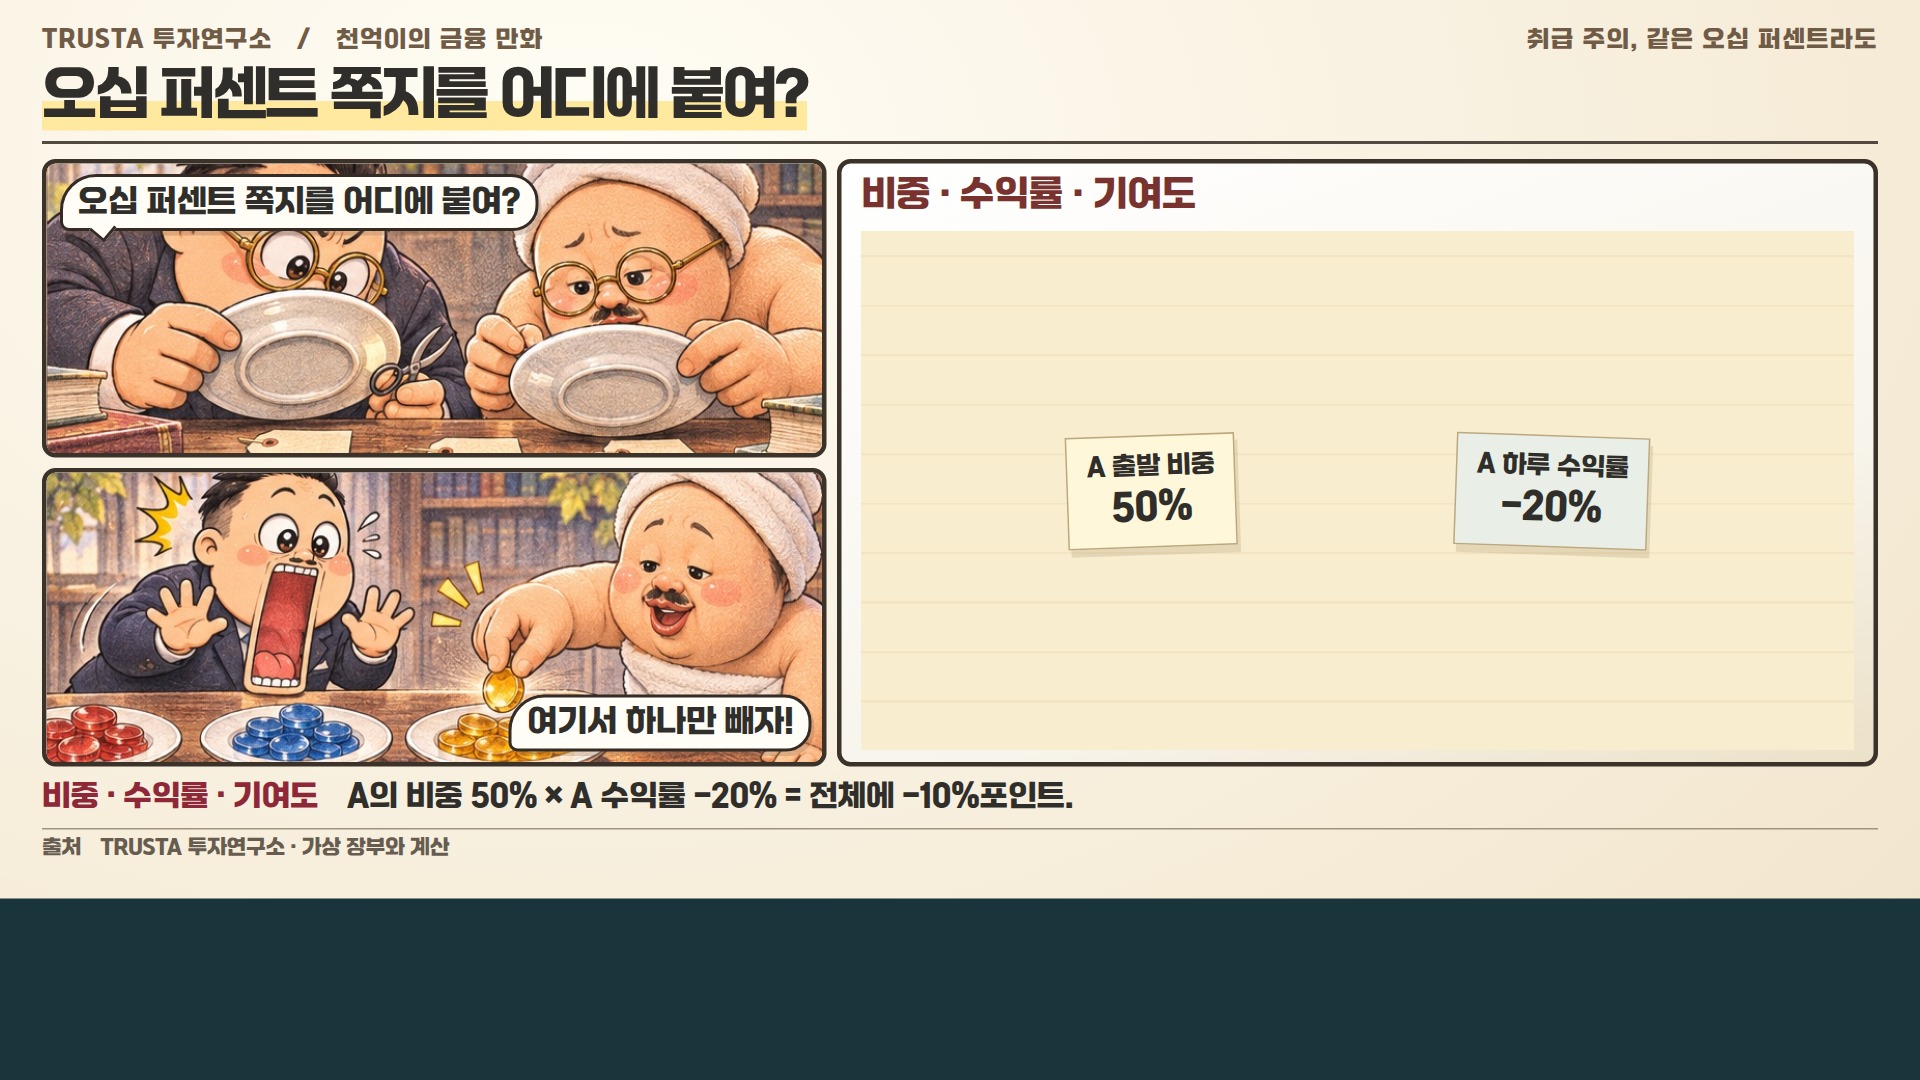 TRUSTA 투자연구소 / 천억이의 금융 만화
취급 주의, 같은 오십 퍼센트라도
오십 퍼센트 쪽지를 어디에 붙여?
오십 퍼센트 쪽지를 어디에 붙여?
여기서 하나만 빼자!
비중 · 수익률 · 기여도
A 출발 비중
50%
A 하루 수익률
−20%
비중 · 수익률 · 기여도 A의 비중 50% × A 수익률 −20% = 전체에 −10%포인트.
출처 TRUSTA 투자연구소 · 가상 장부와 계산